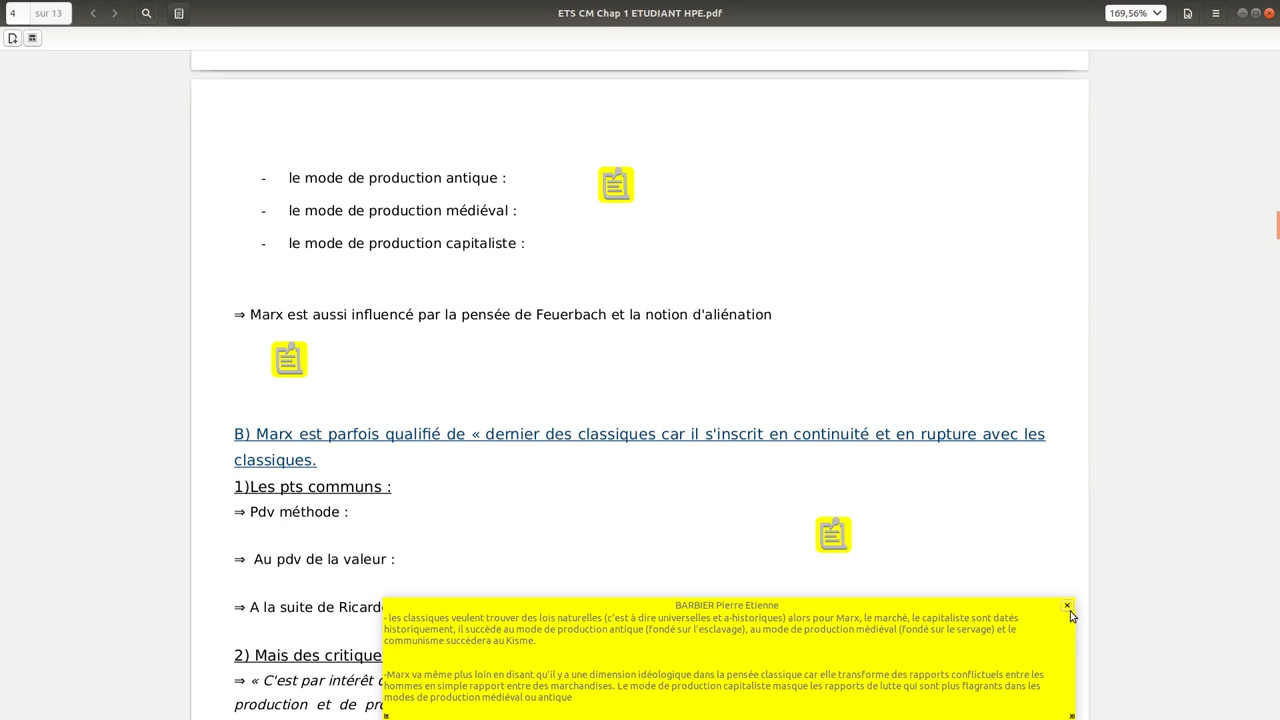 4 sur 13
ETS CM Chap 1 ETUDIANT HPE.pdf
169,56%
- le mode de production antique :
- le mode de production médiéval :
- le mode de production capitaliste :
⇒ Marx est aussi influencé par la pensée de Feuerbach et la notion d'aliénation
B) Marx est parfois qualifié de « dernier des classiques car il s'inscrit en continuité et en rupture avec les
classiques.
1)Les pts communs :
⇒ Pdv méthode :
⇒ Au pdv de la valeur :
⇒ A la suite de Ricard
2) Mais des critique
⇒ « C'est par intérêt
production et de pr
BARBIER Pierre Etienne
- les classiques veulent trouver des lois naturelles (c'est à dire universelles et a-historiques) alors pour Marx, le marché, le capitaliste sont datés
historiquement, il succède au mode de production antique (fondé sur l'esclavage), au mode de production médiéval (fondé sur le servage) et le
communisme succédera au Kisme.
-Marx va même plus loin en disant qu'il y a une dimension idéologique dans la pensée classique car elle transforme des rapports conflictuels entre les
hommes en simple rapport entre des marchandises. Le mode de production capitaliste masque les rapports de lutte qui sont plus flagrants dans les
modes de production médiéval ou antique